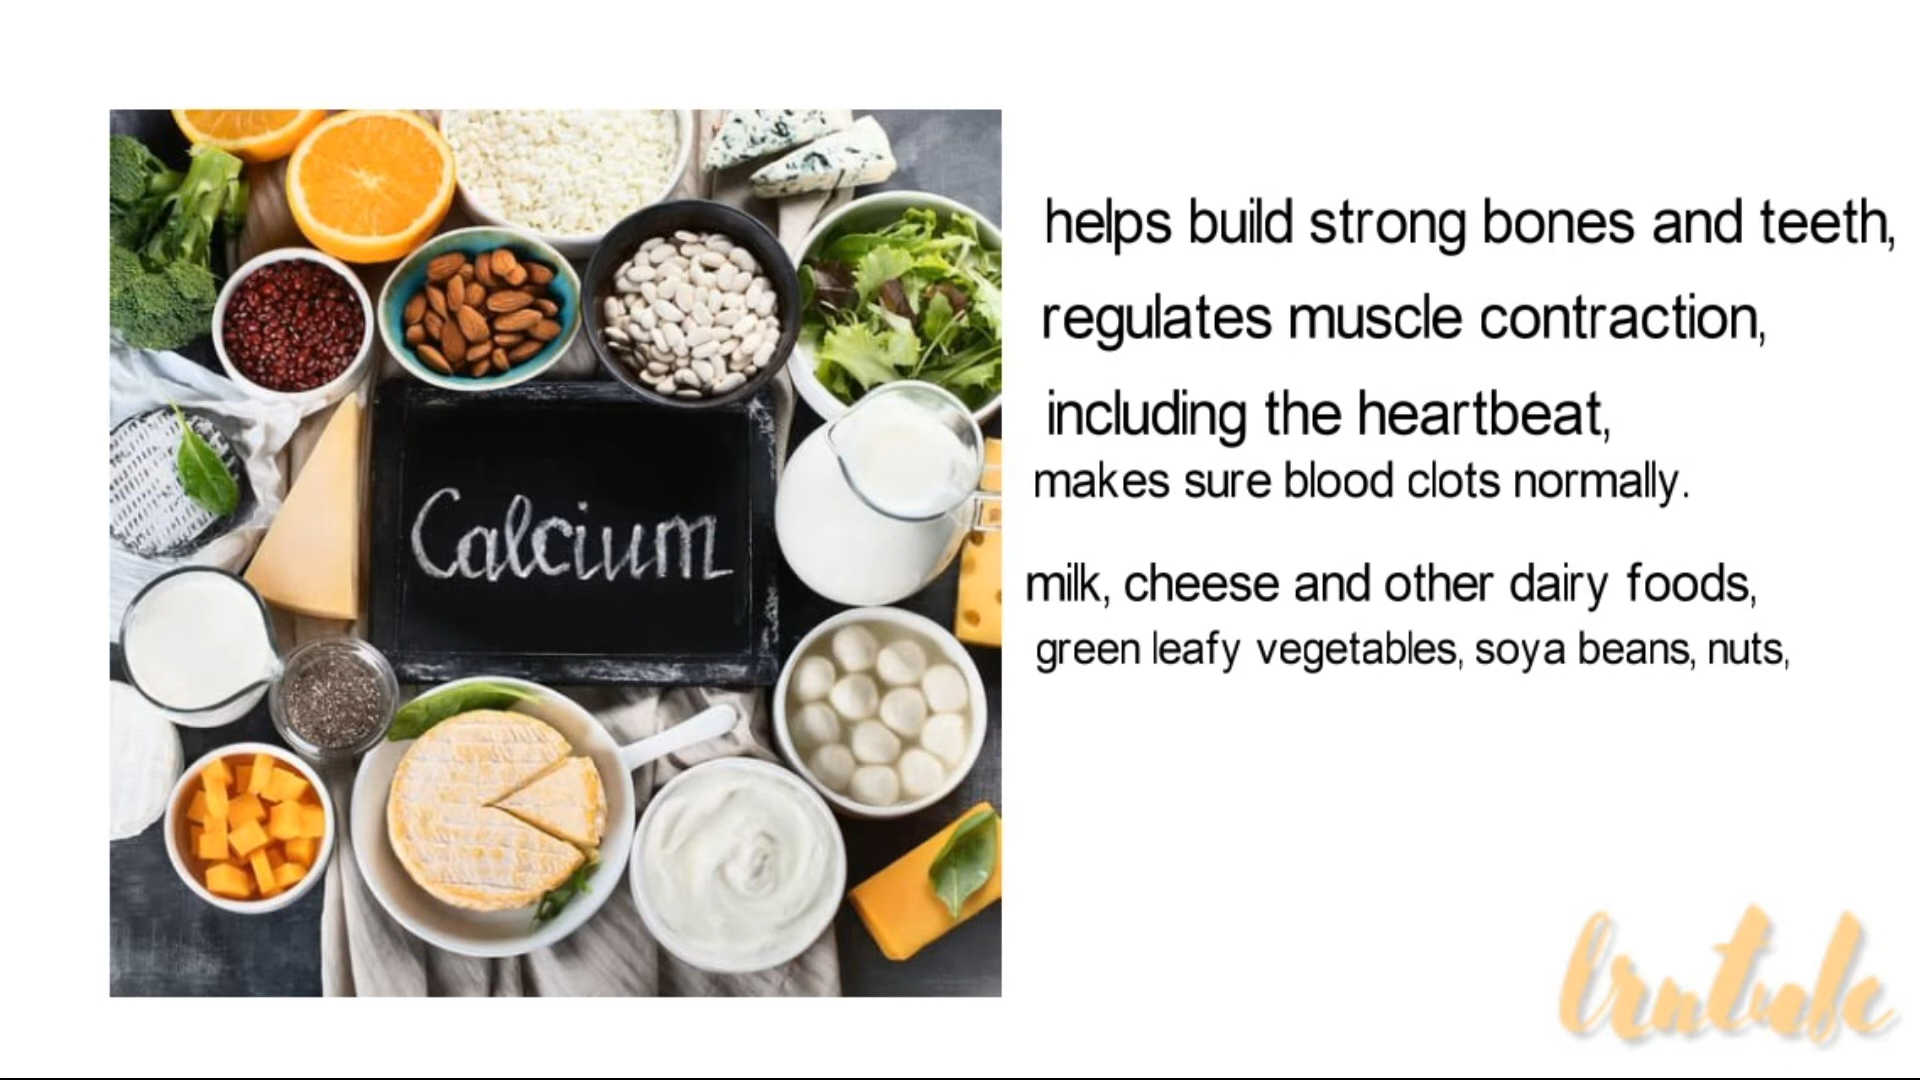 Calcium
helps build strong bones and teeth,
regulates muscle contraction,
including the heartbeat,
makes sure blood clots normally.
milk, cheese and other dairy foods,
green leafy vegetables, soya beans, nuts,
lrntube